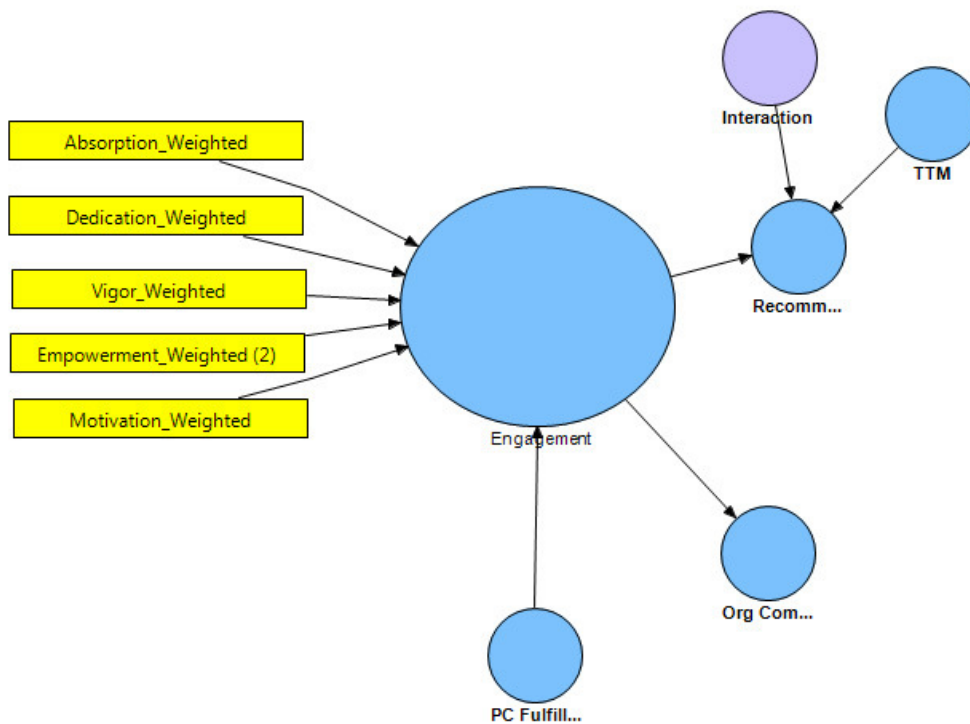 Interaction
TTM
Absorption_Weighted
Dedication_Weighted
Vigor_Weighted
Empowerment_Weighted (2)
Motivation_Weighted
Recomm...
Engagement
Org Com...
PC Fulfill...